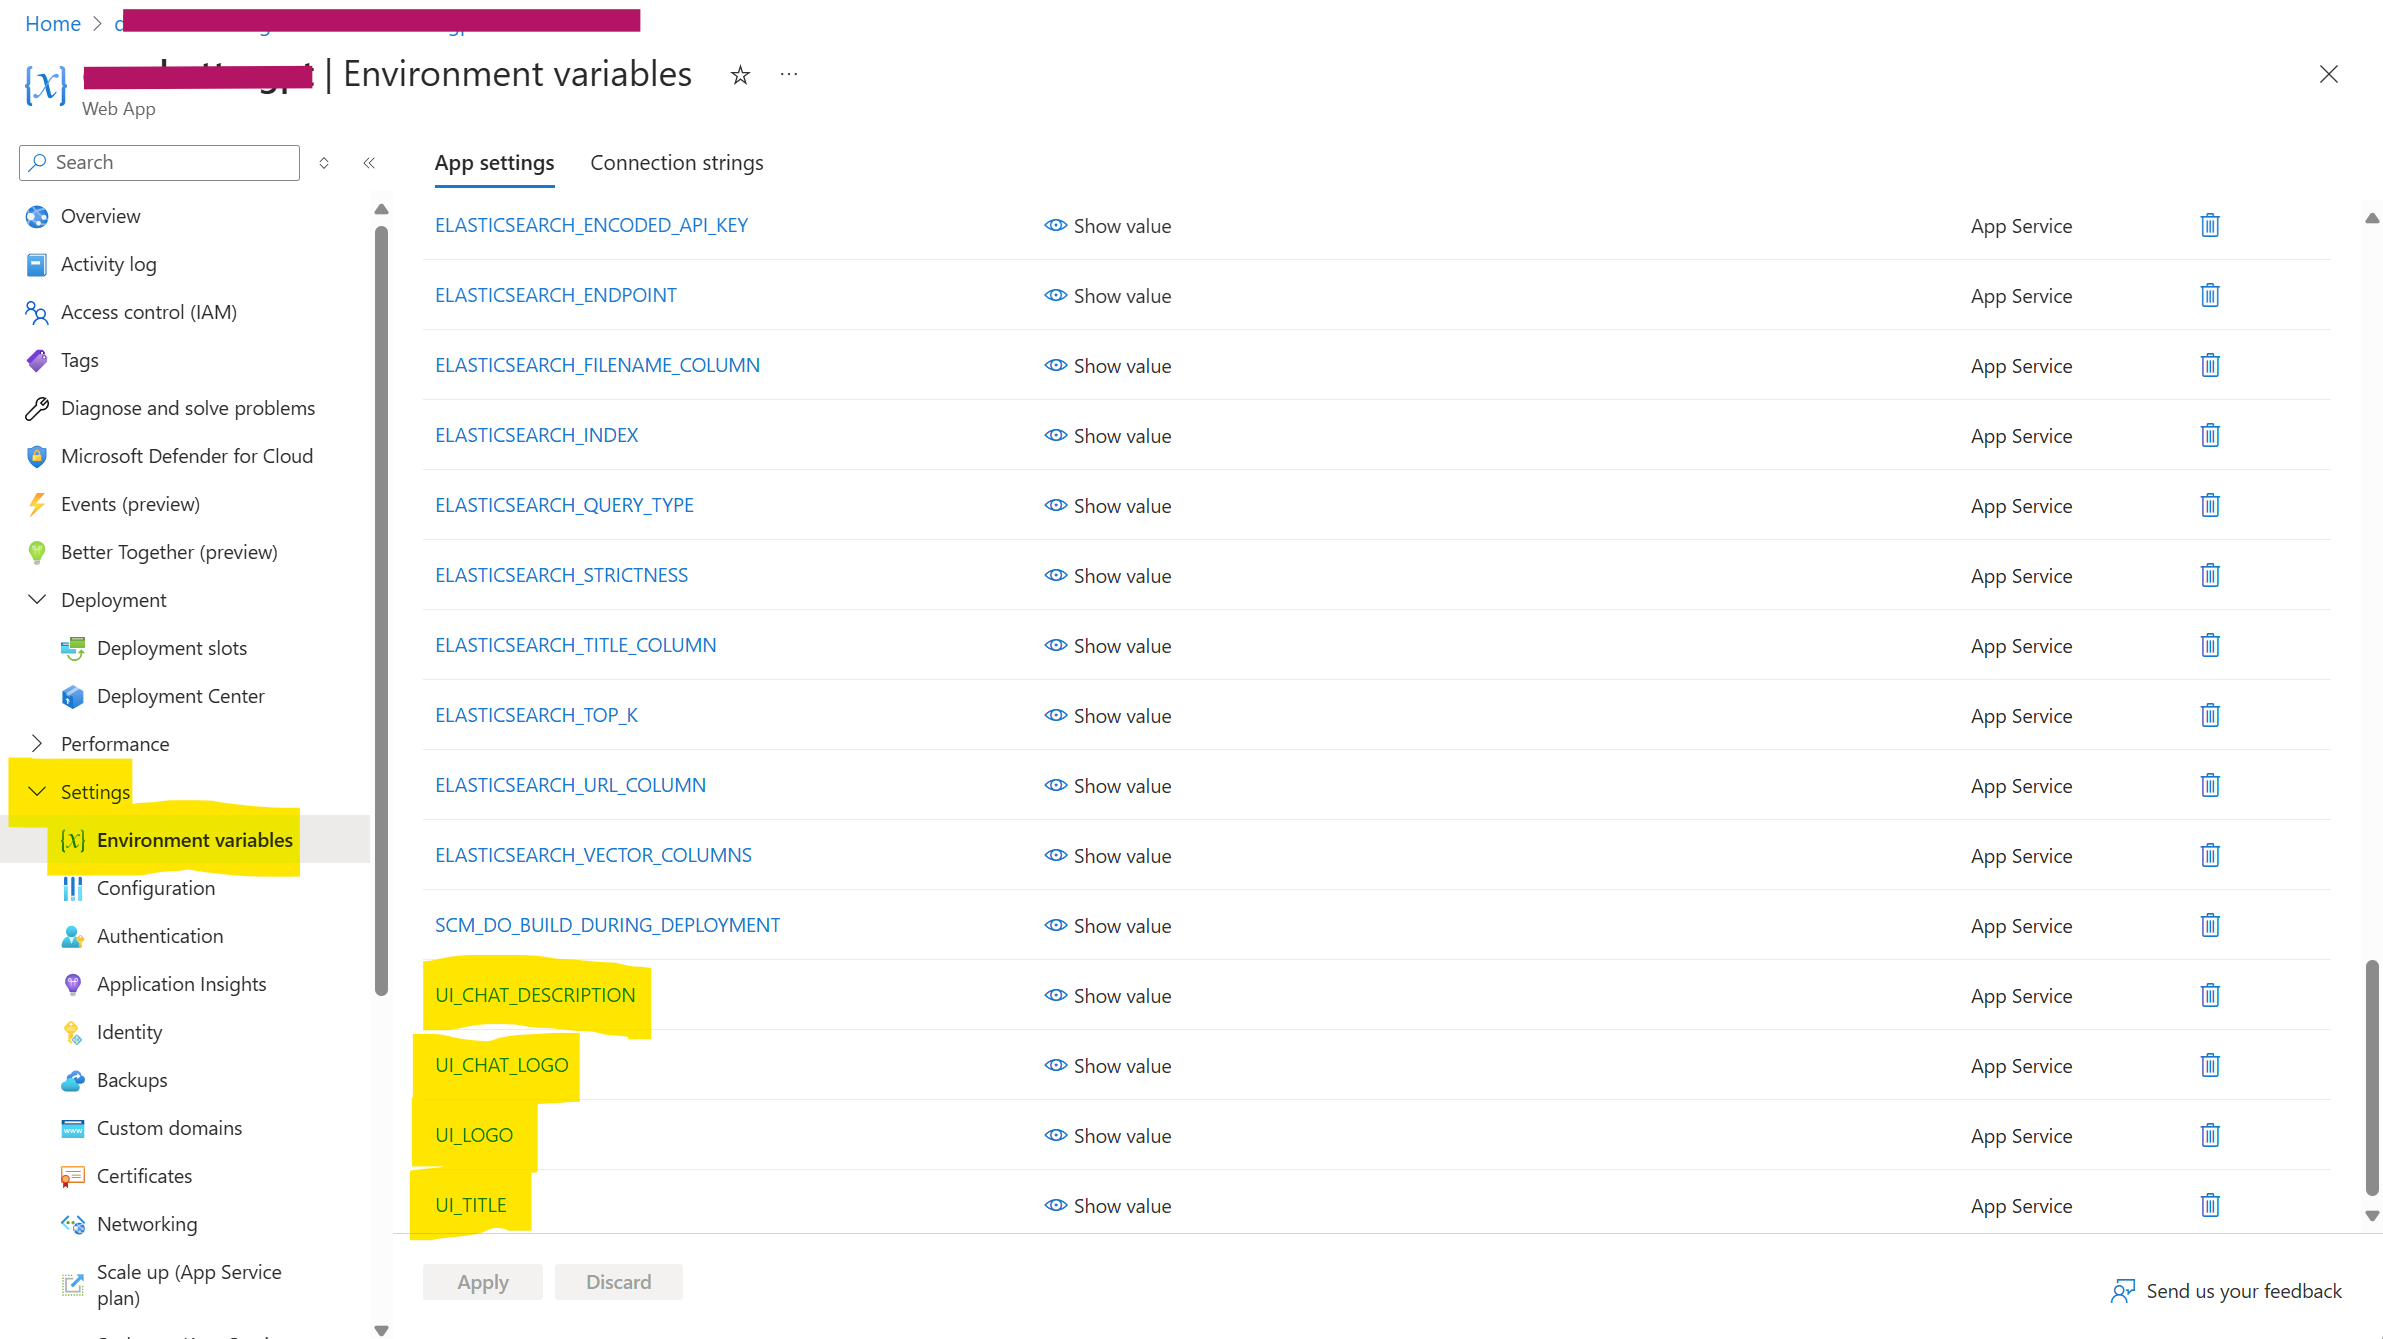 Home
| Environment variables
Web App
Search
Overview
Activity log
Access control (IAM)
Tags
Diagnose and solve problems
Microsoft Defender for Cloud
Events (preview)
Better Together (preview)
Deployment
Deployment slots
Deployment Center
Performance
Settings
Environment variables
Configuration
Authentication
Application Insights
Identity
Backups
Custom domains
Certificates
Networking
Scale up (App Service
plan)
App settings Connection strings
ELASTICSEARCH_ENCODED_API_KEY Show value App Service
ELASTICSEARCH_ENDPOINT Show value App Service
ELASTICSEARCH_FILENAME_COLUMN Show value App Service
ELASTICSEARCH_INDEX Show value App Service
ELASTICSEARCH_QUERY_TYPE Show value App Service
ELASTICSEARCH_STRICTNESS Show value App Service
ELASTICSEARCH_TITLE_COLUMN Show value App Service
ELASTICSEARCH_TOP_K Show value App Service
ELASTICSEARCH_URL_COLUMN Show value App Service
ELASTICSEARCH_VECTOR_COLUMNS Show value App Service
SCM_DO_BUILD_DURING_DEPLOYMENT Show value App Service
UI_CHAT_DESCRIPTION Show value App Service
UI_CHAT_LOGO Show value App Service
UI_LOGO Show value App Service
UI_TITLE Show value App Service
Apply Discard
Send us your feedback